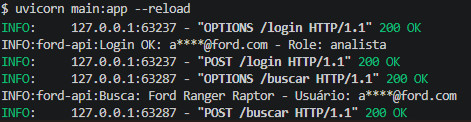 $ uvicorn main:app --reload
INFO:     127.0.0.1:63237 - "OPTIONS /login HTTP/1.1" 200 OK
INFO:ford-api:Login OK: a****@ford.com - Role: analista
INFO:     127.0.0.1:63237 - "POST /login HTTP/1.1" 200 OK
INFO:     127.0.0.1:63287 - "OPTIONS /buscar HTTP/1.1" 200 OK
INFO:ford-api:Busca: Ford Ranger Raptor - Usuário: a****@ford.com
INFO:     127.0.0.1:63287 - "POST /buscar HTTP/1.1" 200 OK